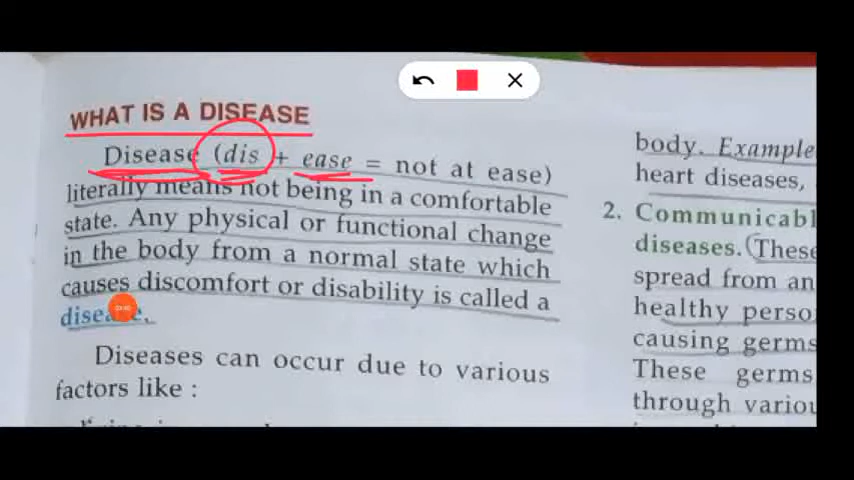 WHAT IS A DISEASE
Disease (dis + ease = not at ease)
literally means not being in a comfortable
state. Any physical or functional change
in the body from a normal state which
causes discomfort or disability is called a
disease.
Diseases can occur due to various
factors like :
body. Example
heart diseases,
2. Communicabl
diseases. (These
spread from an
healthy perso
causing germs
These germs
through variou